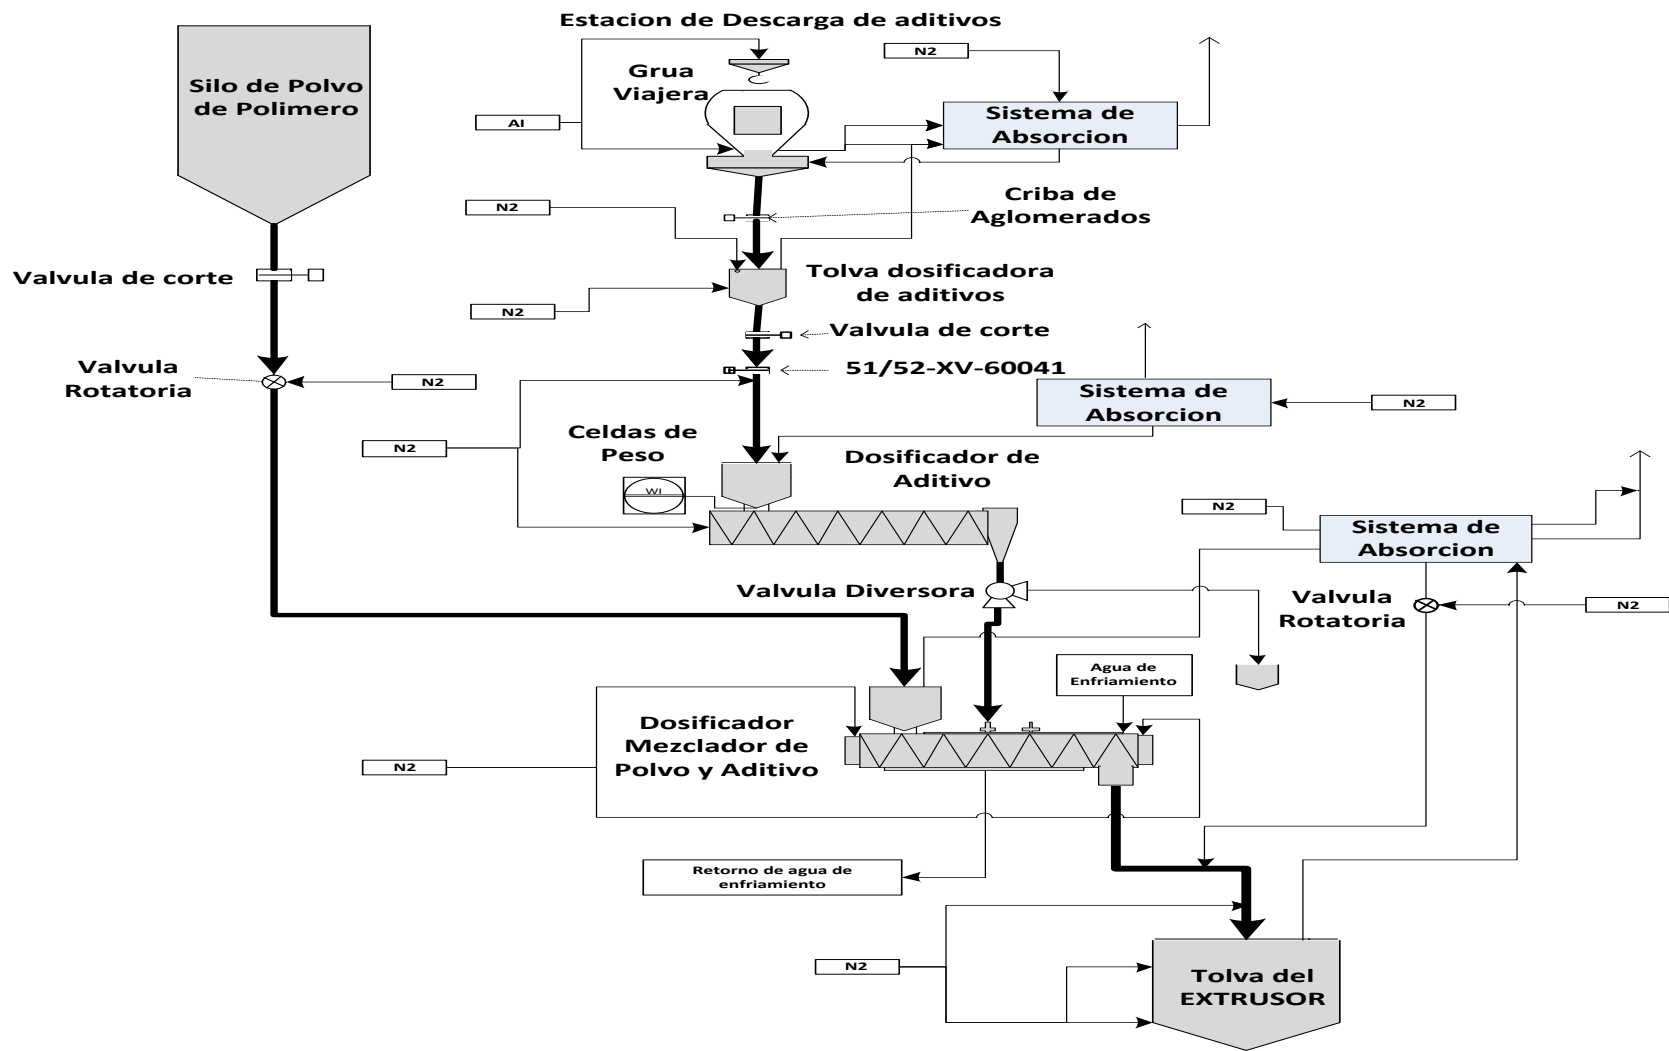 Estacion de Descarga de aditivos
Silo de Polvo
de Polimero
Grua
Viajera
N2
AI
Sistema de
Absorcion
N2
Criba de
Aglomerados
Valvula de corte
Tolva dosificadora
de aditivos
N2
Valvula de corte
Valvula
Rotatoria
N2
51/52-XV-60041
Sistema de
Absorcion
N2
N2
Celdas de
Peso
WI
Dosificador de
Aditivo
N2
Sistema de
Absorcion
Valvula Diversora
Valvula
Rotatoria
N2
Agua de
Enfriamiento
Dosificador
Mezclador de
Polvo y Aditivo
N2
Retorno de agua de
enfriamiento
N2
Tolva del
EXTRUSOR